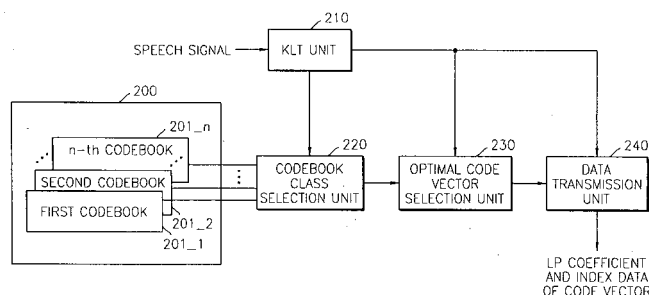 210
SPEECH SIGNAL
KLT UNIT
200
201_n
n-th CODEBOOK
SECOND CODEBOOK
FIRST CODEBOOK
201_2
201_1
220
CODEBOOK
CLASS
SELECTION UNIT
230
OPTIMAL CODE
VECTOR
SELECTION UNIT
240
DATA
TRANSMISSION
UNIT
LP COEFFICIENT
AND INDEX DATA
OF CODE VECTOR